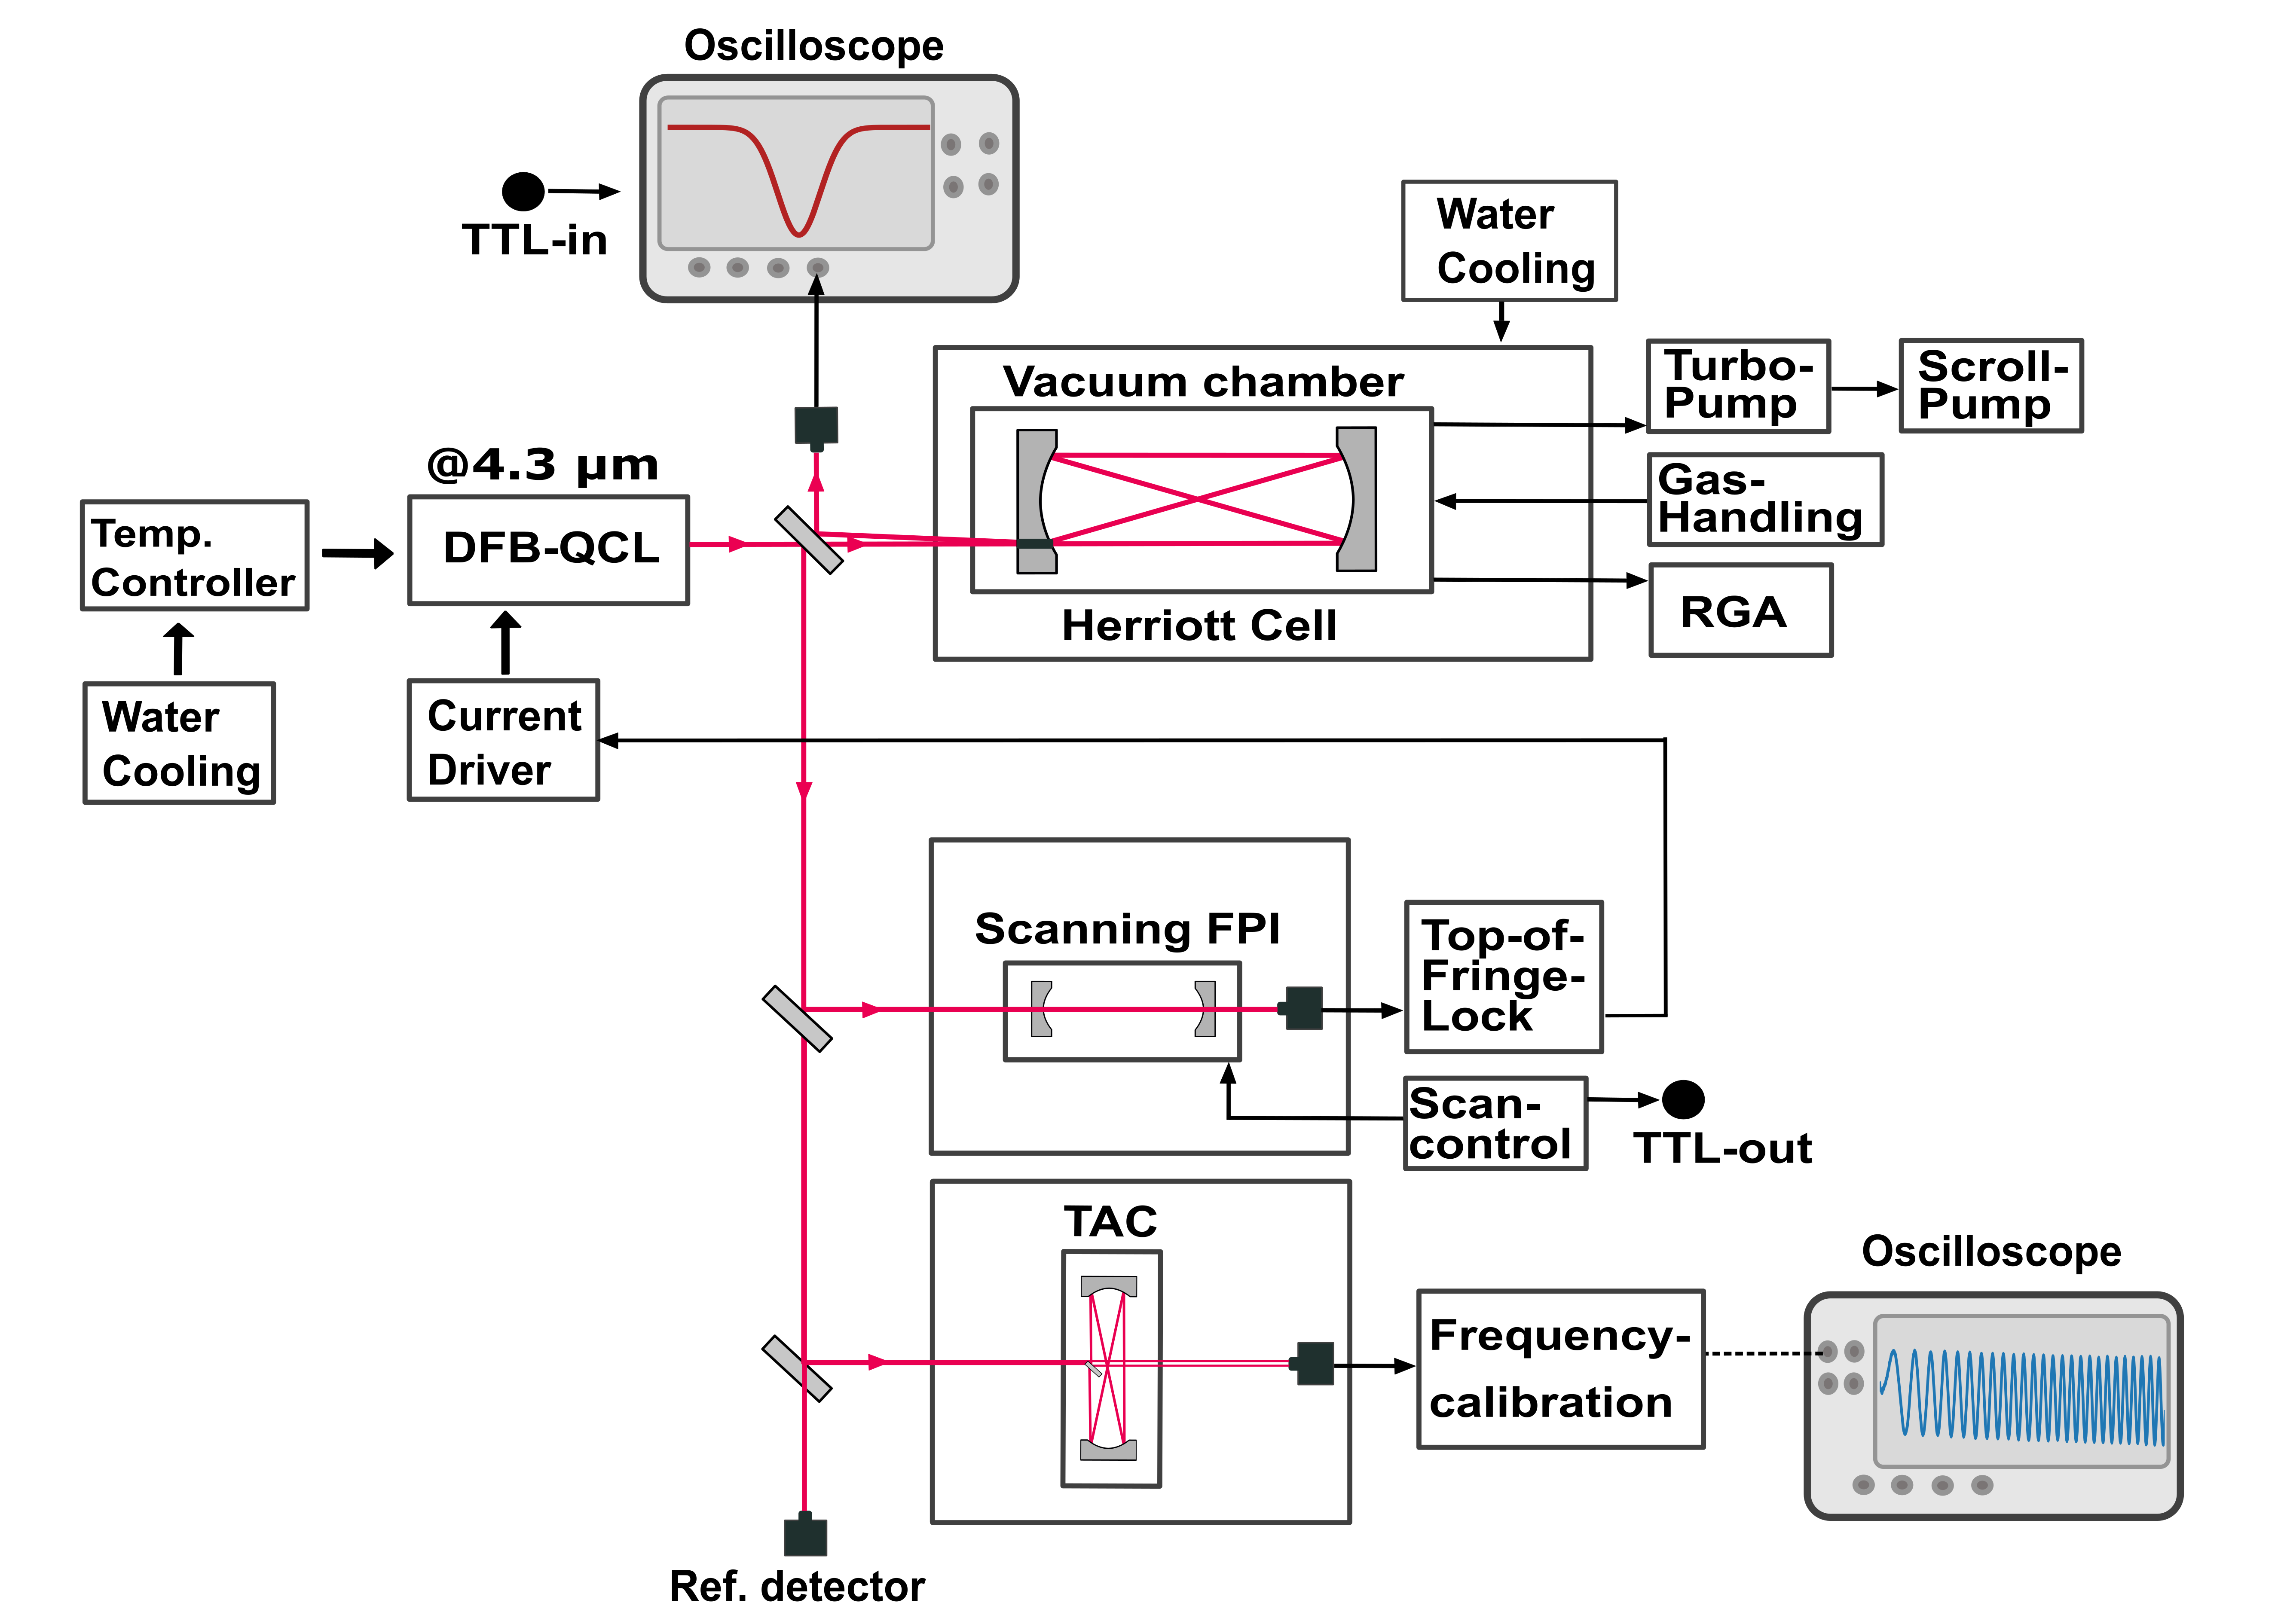 Oscilloscope
TTL-in
Water
Cooling
Vacuum chamber
Turbo-
Pump
Scroll-
Pump
@4.3 µm
Temp.
Controller
DFB-QCL
Gas-
Handling
Herriott Cell
RGA
Water
Cooling
Current
Driver
Scanning FPI
Top-of-
Fringe-
Lock
Scan-
control
TTL-out
TAC
Frequency-
calibration
Oscilloscope
Ref. detector